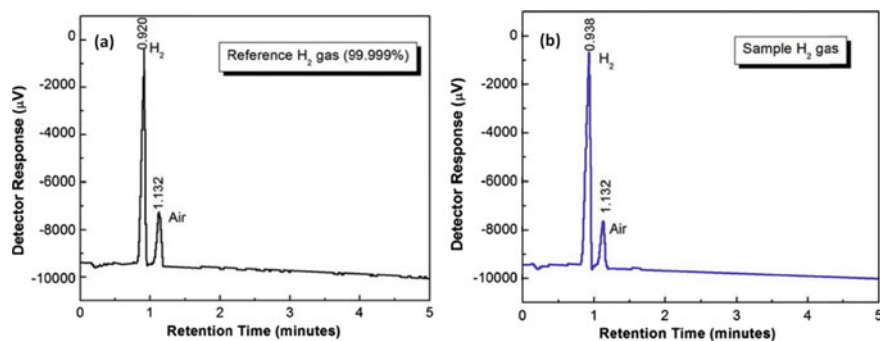 (a)
0.920
H2
Reference H2 gas (99.999%)
1.132
Air
0
-2000
-4000
-6000
-8000
-10000
Detector Response (µV)
0 1 2 3 4 5
Retention Time (minutes)
(b)
0.938
H2
Sample H2 gas
1.132
Air
0
-2000
-4000
-6000
-8000
-10000
Detector Response (µV)
0 1 2 3 4 5
Retention Time (minutes)